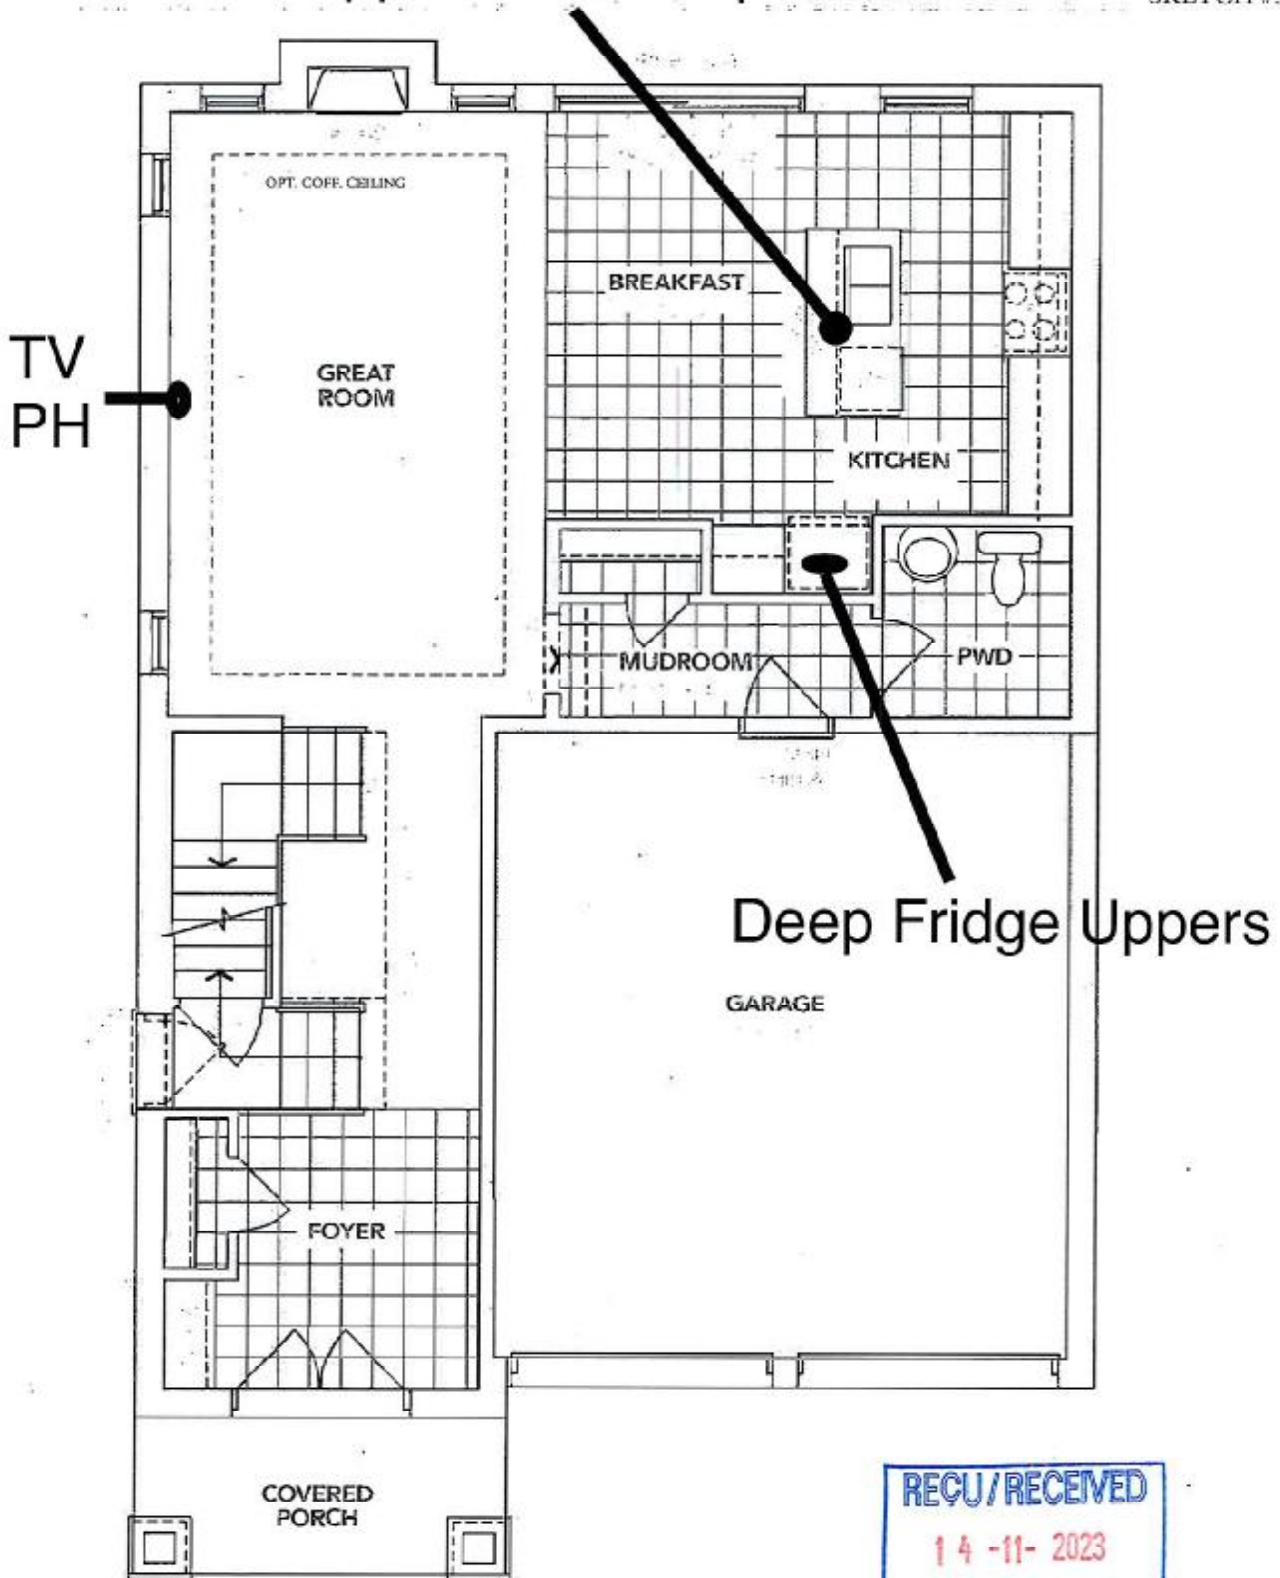 OPT. COFF. CEILING
BREAKFAST
TV
PH
GREAT
ROOM
KITCHEN
MUDROOM
PWD
Deep Fridge Uppers
GARAGE
FOYER
COVERED
PORCH
REÇU/RECEIVED
14 -11- 2023